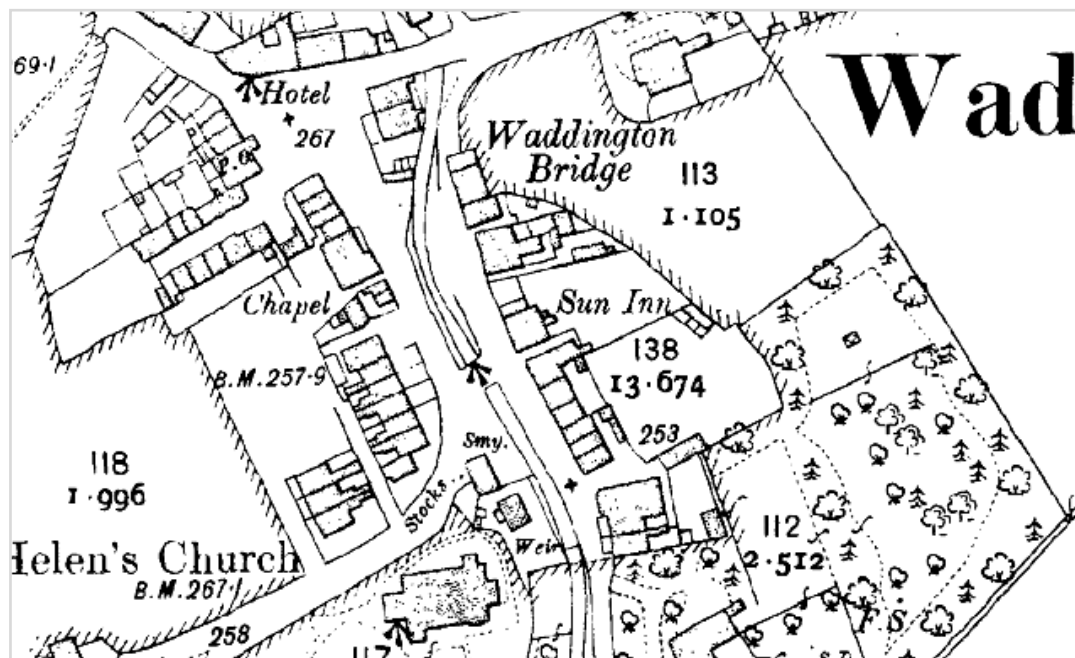 69·1
Hotel
267
P.O.
Wad
Waddington
Bridge
113
1·105
Chapel
Sun Inn
138
13·674
B.M.257·9
253
Smy.
118
1·996
Stocks
Weir
112
2·512
Helen's Church
B.M.267·1
258
F.S.
117